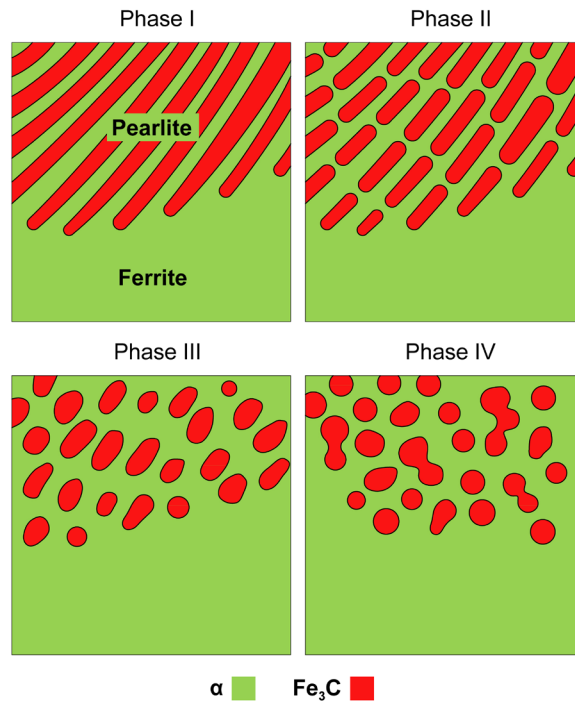 Phase I
Phase II
Pearlite
Ferrite
Phase III
Phase IV
α
Fe₃C